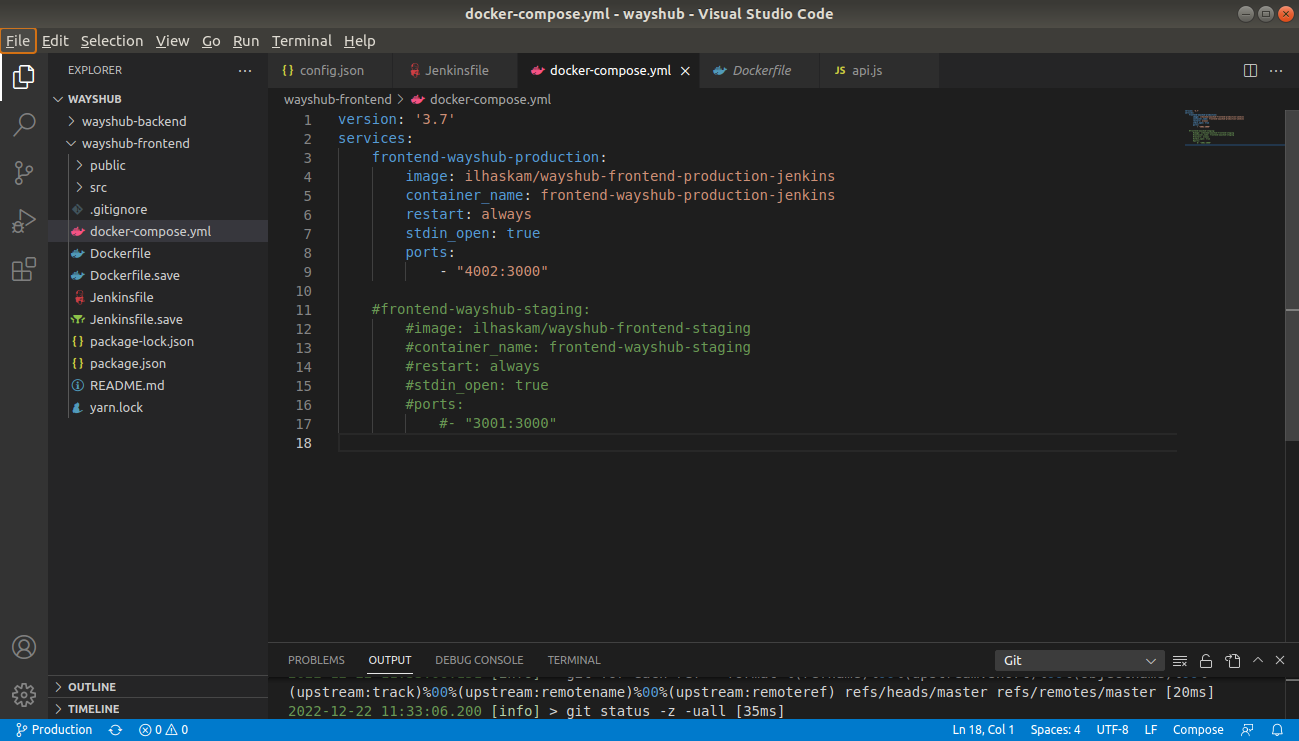 docker-compose.yml - wayshub - Visual Studio Code
File Edit Selection View Go Run Terminal Help
EXPLORER
WAYSHUB
wayshub-backend
wayshub-frontend
public
src
.gitignore
docker-compose.yml
Dockerfile
Dockerfile.save
Jenkinsfile
Jenkinsfile.save
package-lock.json
package.json
README.md
yarn.lock
OUTLINE
TIMELINE
config.json Jenkinsfile docker-compose.yml Dockerfile JS api.js
wayshub-frontend > docker-compose.yml
1 version: '3.7'
2 services:
3 frontend-wayshub-production:
4 image: ilhaskam/wayshub-frontend-production-jenkins
5 container_name: frontend-wayshub-production-jenkins
6 restart: always
7 stdin_open: true
8 ports:
9 - "4002:3000"
10
11 #frontend-wayshub-staging:
12 #image: ilhaskam/wayshub-frontend-staging
13 #container_name: frontend-wayshub-staging
14 #restart: always
15 #stdin_open: true
16 #ports:
17 #- "3001:3000"
18
PROBLEMS OUTPUT DEBUG CONSOLE TERMINAL Git
(upstream:track)%00%(upstream:remotename)%00%(upstream:remoteref) refs/heads/master refs/remotes/master [20ms]
2022-12-22 11:33:06.200 [info] > git status -z -uall [35ms]
Production 0 0 Ln 18, Col 1 Spaces: 4 UTF-8 LF Compose